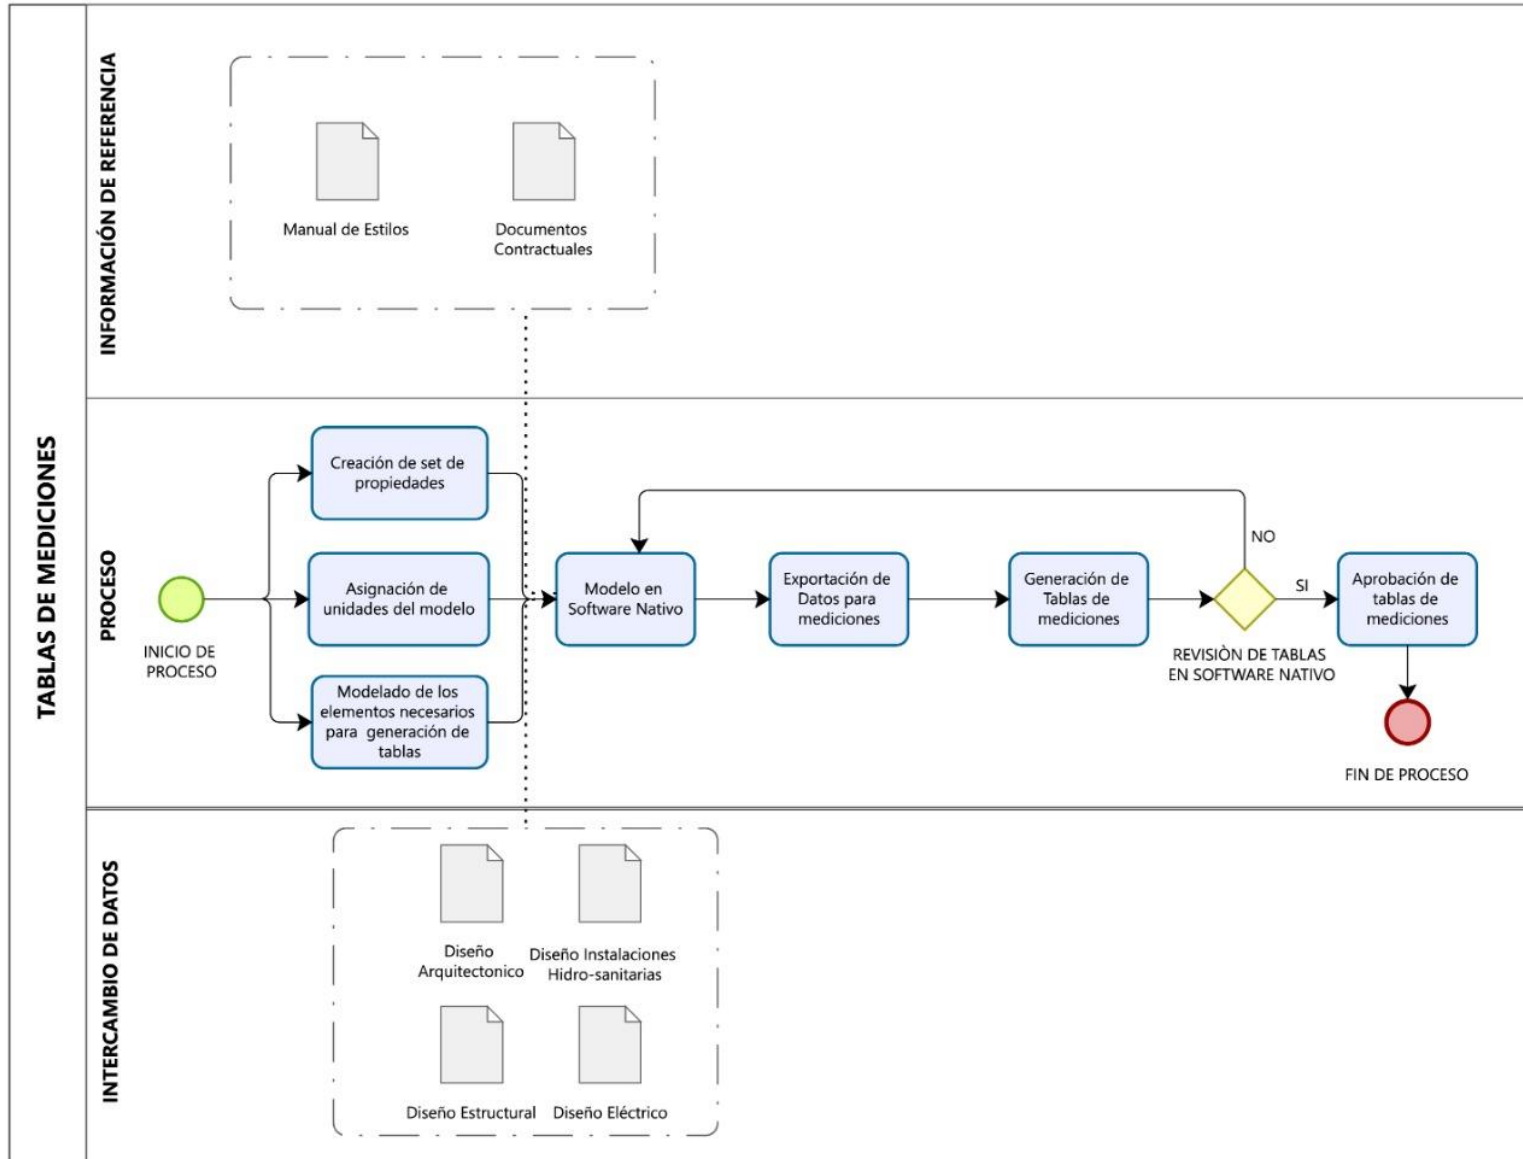 TABLAS DE MEDICIONES
INFORMACIÓN DE REFERENCIA
Manual de Estilos
Documentos
Contractuales
PROCESO
INICIO DE
PROCESO
Creación de set de
propiedades
Asignación de
unidades del modelo
Modelado de los
elementos necesarios
para generación de
tablas
Modelo en
Software Nativo
Exportación de
Datos para
mediciones
Generación de
Tablas de
mediciones
NO
SI
REVISIÒN DE TABLAS
EN SOFTWARE NATIVO
Aprobación de
tablas de
mediciones
FIN DE PROCESO
INTERCAMBIO DE DATOS
Diseño
Arquitectonico
Diseño Instalaciones
Hidro-sanitarias
Diseño Estructural
Diseño Eléctrico